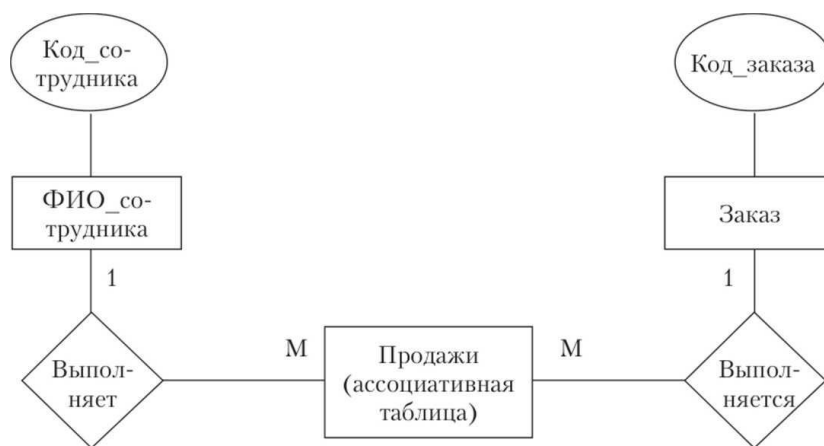 Код_со-
трудника
Код_заказа
ФИО_со-
трудника
Заказ
1
1
М
М
Выпол-
няет
Продажи
(ассоциативная
таблица)
Выпол-
няется